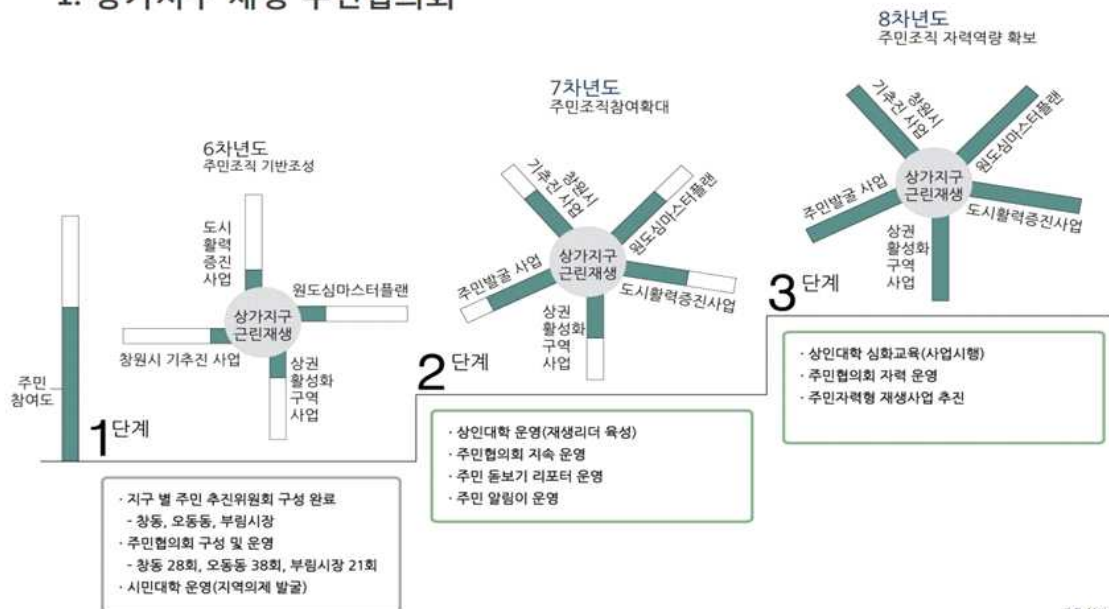 1. 상가지구 재생 주민협의회
8차년도
주민조직 자력역량 확보
7차년도
주민조직참여확대
6차년도
주민조직 기반조성
주민
참여도
도시
활력
증진
사업
원도심마스터플랜
상가지구
근린재생
창원시 기추진 사업
상권
활성화
구역
사업
1단계
창원시
기추진 사업
원도심마스터플랜
주민발굴 사업
상가지구
근린재생
도시활력증진사업
상권
활성화
구역
사업
2단계
창원시
기추진 사업
원도심마스터플랜
주민발굴 사업
상가지구
근린재생
도시활력증진사업
상권
활성화
구역
사업
3단계
· 지구 별 주민 추진위원회 구성 완료
- 창동, 오동동, 부림시장
· 주민협의회 구성 및 운영
- 창동 28회, 오동동 38회, 부림시장 21회
· 시민대학 운영(지역의제 발굴)
· 상인대학 운영(재생리더 육성)
· 주민협의회 지속 운영
· 주민 돋보기 리포터 운영
· 주민 알림이 운영
· 상인대학 심화교육(사업시행)
· 주민협의회 자력 운영
· 주민자력형 재생사업 추진